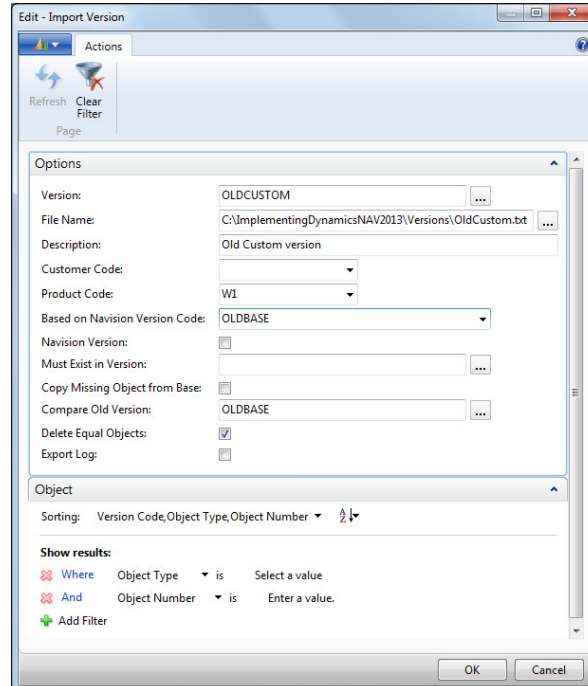 Edit - Import Version
Actions
Refresh Clear Filter
Page
Options
Version: OLDCUSTOM ...
File Name: C:\ImplementingDynamicsNAV2013\Versions\OldCustom.txt ...
Description: Old Custom version
Customer Code:
Product Code: W1
Based on Navision Version Code: OLDBASE
Navision Version:
Must Exist in Version: ...
Copy Missing Object from Base:
Compare Old Version: OLDBASE ...
Delete Equal Objects:
Export Log:
Object
Sorting: Version Code,Object Type,Object Number A Z
Show results:
Where Object Type is Select a value
And Object Number is Enter a value.
Add Filter
OK Cancel